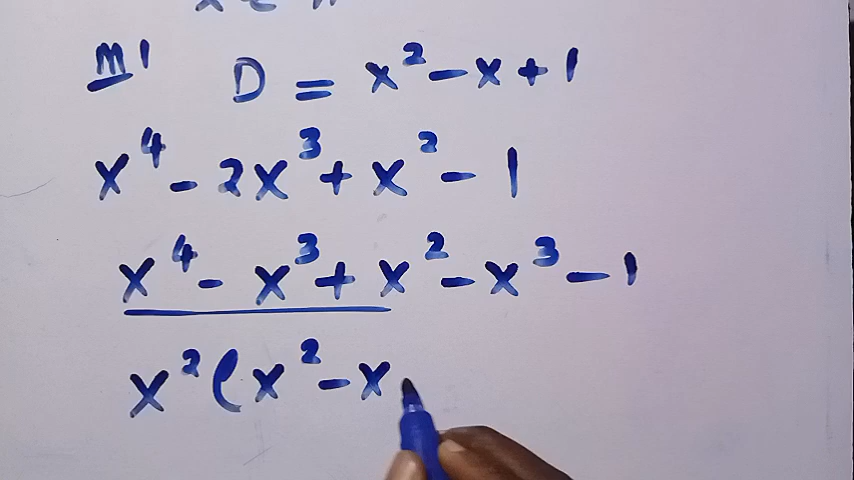 M1 D = x² - x + 1
x⁴ - 2x³ + x² - 1
x⁴ - x³ + x² - x³ - 1
x²(x² - x